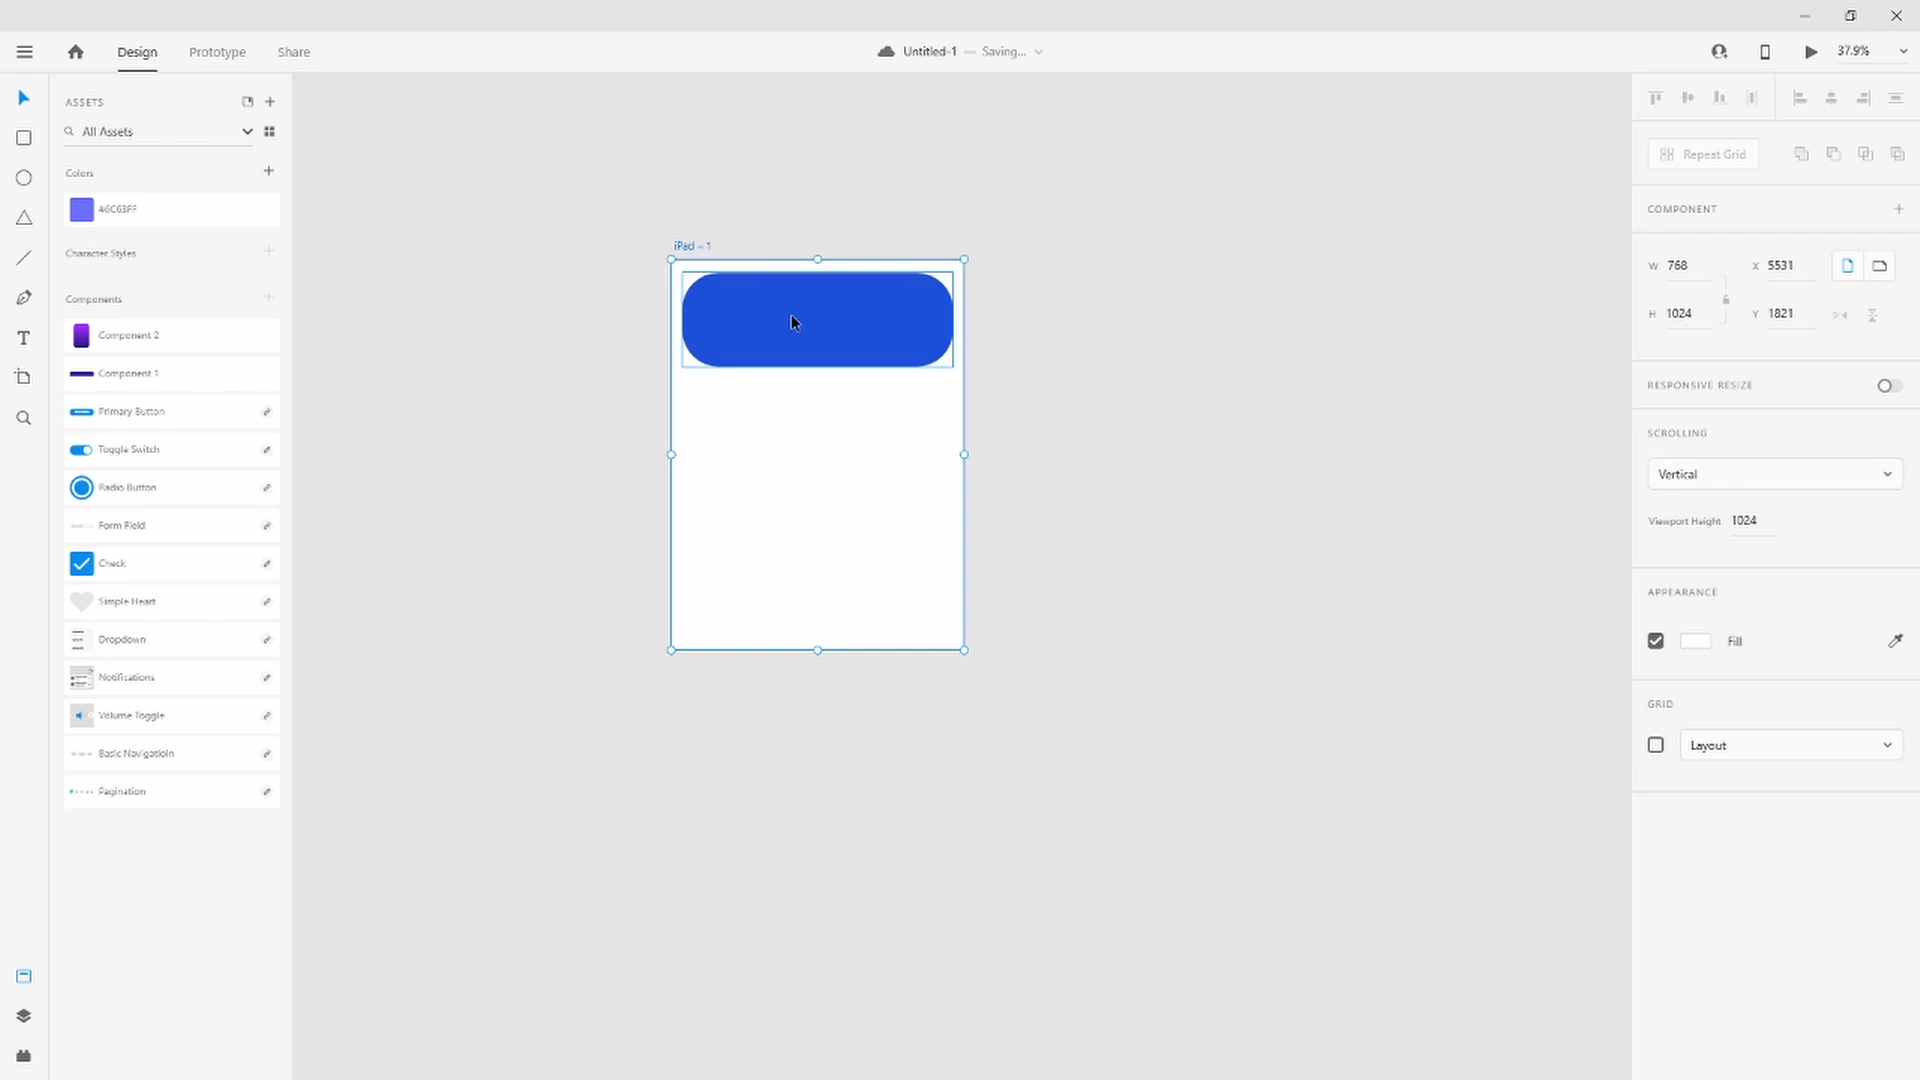 Design Prototype Share
Untitled-1 — Saving...
37.9%
ASSETS
All Assets
Colors
#6C63FF
Character Styles
Components
Component 2
Component 1
Primary Button
Toggle Switch
Radio Button
Form Field
Check
Simple Heart
Dropdown
Notifications
Volume Toggle
Basic Navigatioin
Pagination
iPad – 1
Repeat Grid
COMPONENT
W 768 X 5531
H 1024 Y 1821
RESPONSIVE RESIZE
SCROLLING
Vertical
Viewport Height 1024
APPEARANCE
Fill
GRID
Layout